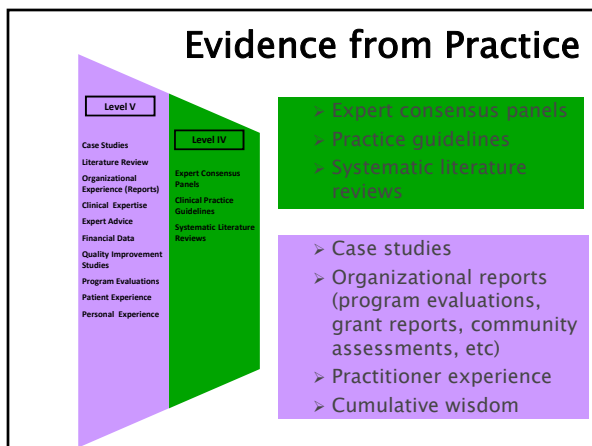 Evidence from Practice
Level V
Case Studies
Literature Review
Organizational
Experience (Reports)
Clinical Expertise
Expert Advice
Financial Data
Quality Improvement
Studies
Program Evaluations
Patient Experience
Personal Experience
Level IV
Expert Consensus
Panels
Clinical Practice
Guidelines
Systematic Literature
Reviews
➢ Expert consensus panels
➢ Practice guidelines
➢ Systematic literature
reviews
➢ Case studies
➢ Organizational reports
(program evaluations,
grant reports, community
assessments, etc)
➢ Practitioner experience
➢ Cumulative wisdom